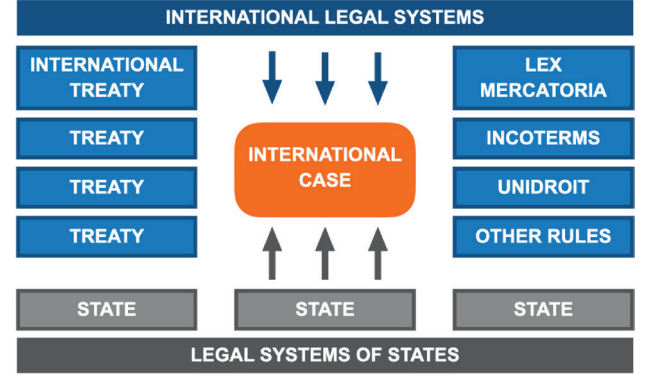 INTERNATIONAL LEGAL SYSTEMS
INTERNATIONAL
TREATY
TREATY
TREATY
TREATY
INTERNATIONAL
CASE
LEX
MERCATORIA
INCOTERMS
UNIDROIT
OTHER RULES
STATE
STATE
STATE
LEGAL SYSTEMS OF STATES